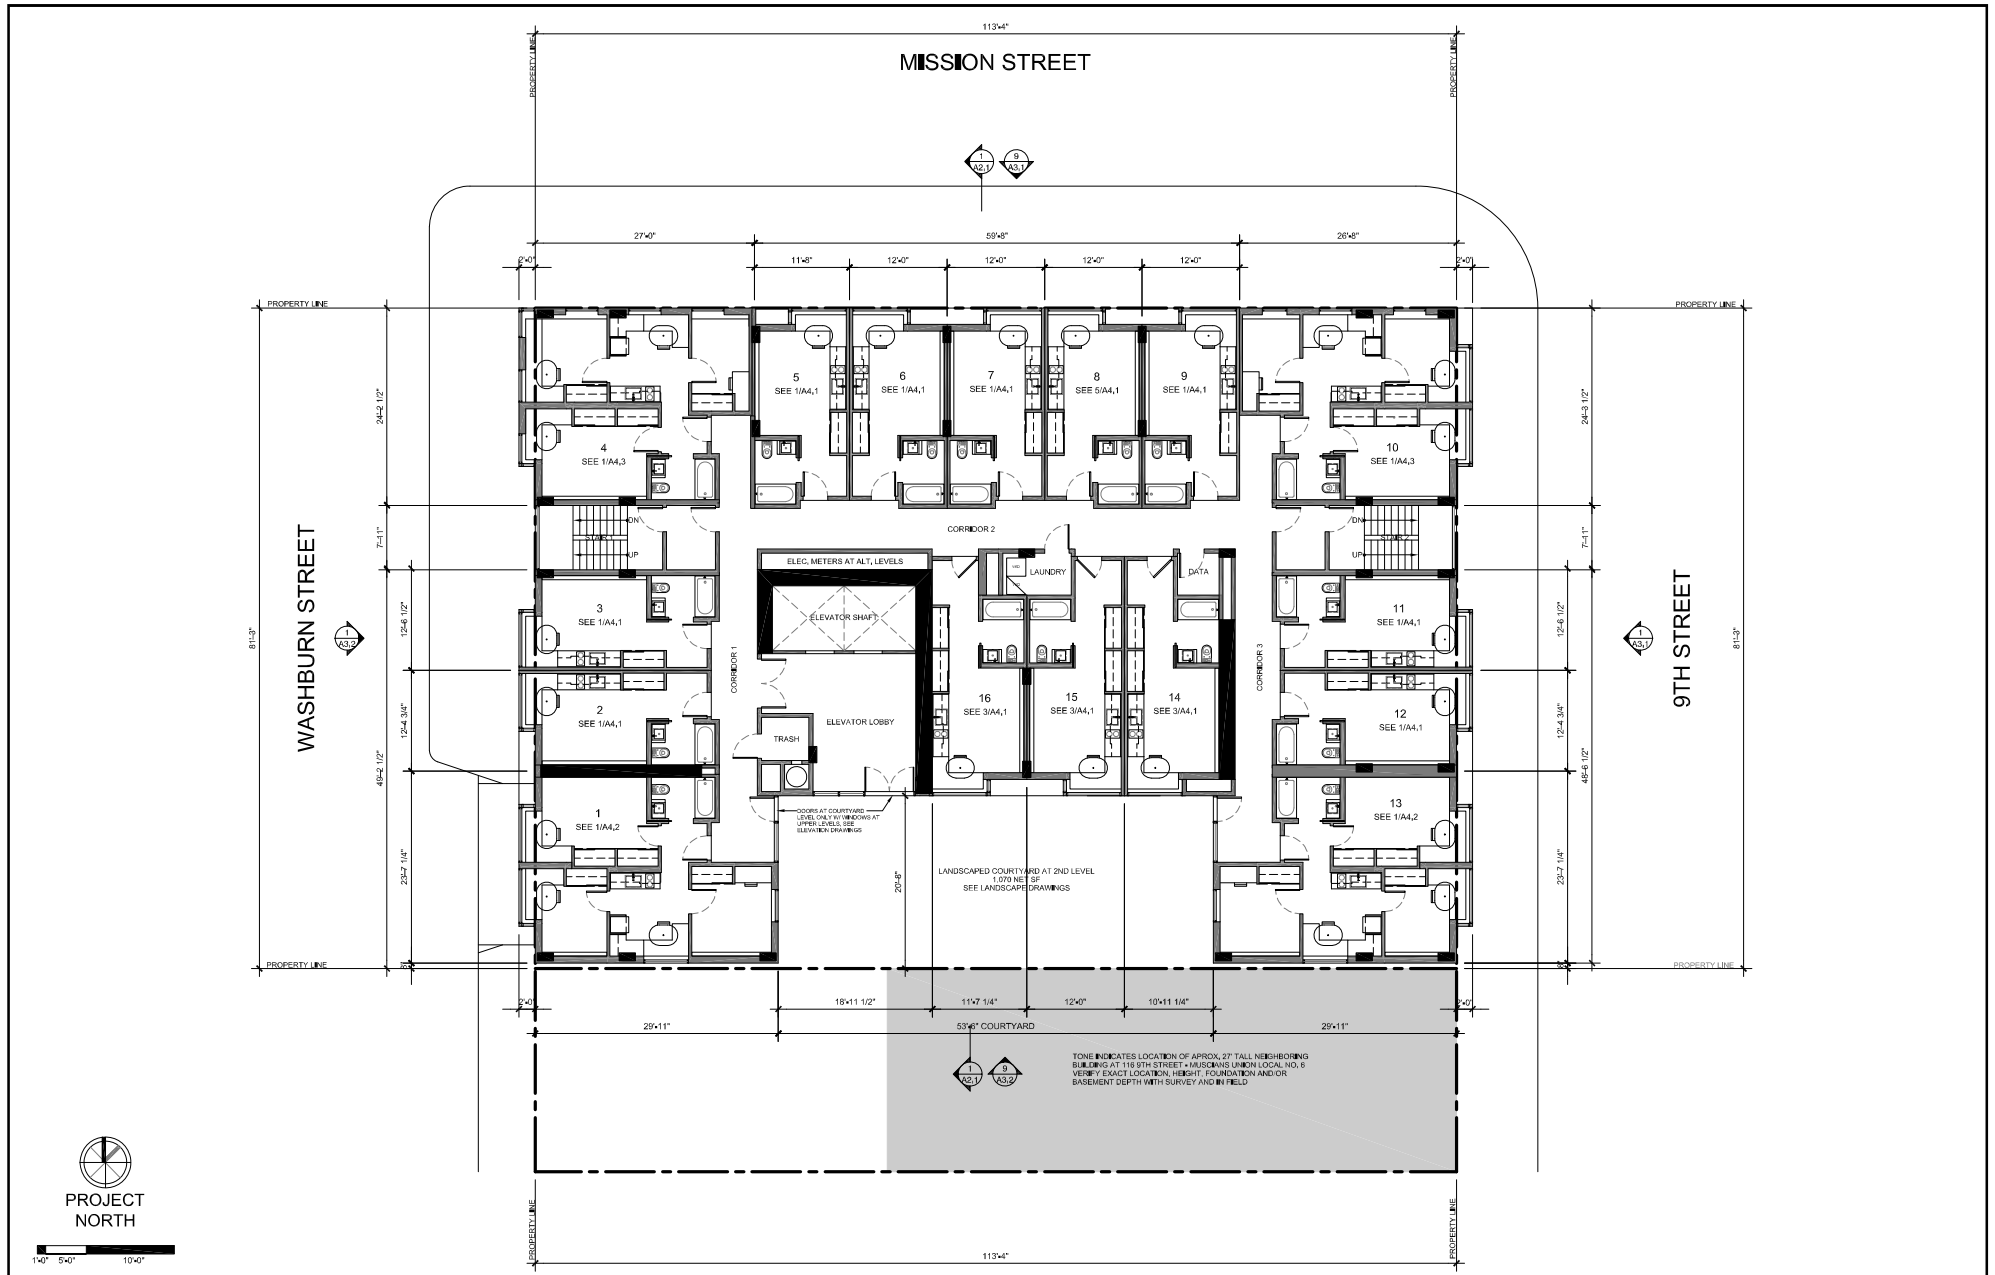 113'-4"
MISSION STREET
PROPERTY LINE
PROPERTY LINE
1
A2.1
9
A3.1
27'-0"
59'-8"
26'-8"
2'-0"
11'-8"
12'-0"
12'-0"
12'-0"
12'-0"
2'-0"
PROPERTY LINE
PROPERTY LINE
24'-2 1/2"
24'-3 1/2"
5
SEE 1/A4.1
6
SEE 1/A4.1
7
SEE 1/A4.1
8
SEE 5/A4.1
9
SEE 1/A4.1
4
SEE 1/A4.3
10
SEE 1/A4.3
7'-11"
DN
STAIR 1
UP
CORRIDOR 2
DN
STAIR 2
UP
7'-11"
ELEC. METERS AT ALT. LEVELS
LAUNDRY
DATA
WASHBURN STREET
1
A3.2
81'-3"
12'-6 1/2"
3
SEE 1/A4.1
ELEVATOR SHAFT
11
SEE 1/A4.1
12'-6 1/2"
9TH STREET
1
A3.1
81'-3"
CORRIDOR 1
CORRIDOR 3
12'-4 3/4"
2
SEE 1/A4.1
ELEVATOR LOBBY
TRASH
16
SEE 3/A4.1
15
SEE 3/A4.1
14
SEE 3/A4.1
12
SEE 1/A4.1
12'-4 3/4"
49'-2 1/2"
48'-6 1/2"
1
SEE 1/A4.2
13
SEE 1/A4.2
DOORS AT COURTYARD
LEVEL ONLY W/ WINDOWS AT
UPPER LEVELS, SEE
ELEVATION DRAWINGS
23'-7 1/4"
20'-8"
LANDSCAPED COURTYARD AT 2ND LEVEL
1,070 NET SF
SEE LANDSCAPE DRAWINGS
23'-7 1/4"
PROPERTY LINE
PROPERTY LINE
2'-0"
18'-11 1/2"
11'-7 1/4"
12'-0"
10'-11 1/4"
2'-0"
29'-11"
53'-6" COURTYARD
29'-11"
1
A2.1
9
A3.2
TONE INDICATES LOCATION OF APROX. 27' TALL NEIGHBORING
BUILDING AT 116 9TH STREET - MUSCIANS UNION LOCAL NO. 6
VERIFY EXACT LOCATION, HEIGHT, FOUNDATION AND/OR
BASEMENT DEPTH WITH SURVEY AND IN FIELD
PROJECT
NORTH
1'-0" 5'-0" 10'-0"
PROPERTY LINE
PROPERTY LINE
113'-4"